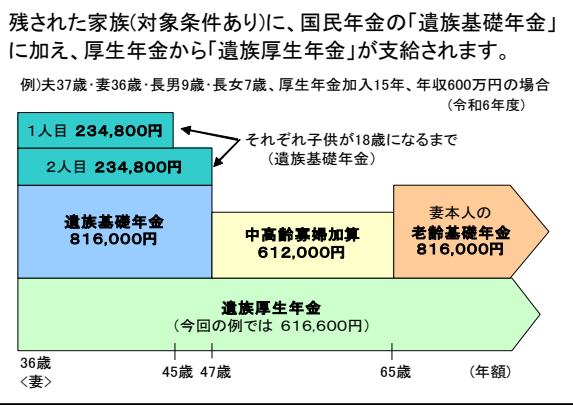 残された家族(対象条件あり)に、国民年金の「遺族基礎年金」
に加え、厚生年金から「遺族厚生年金」が支給されます。
例)夫37歳・妻36歳・長男9歳・長女7歳、厚生年金加入15年、年収600万円の場合
(令和6年度)
1人目 234,800円
それぞれ子供が18歳になるまで
(遺族基礎年金)
2人目 234,800円
遺族基礎年金
816,000円
中高齢寡婦加算
612,000円
妻本人の
老齢基礎年金
816,000円
遺族厚生年金
(今回の例では 616,600円)
36歳
<妻>
45歳 47歳
65歳
(年額)